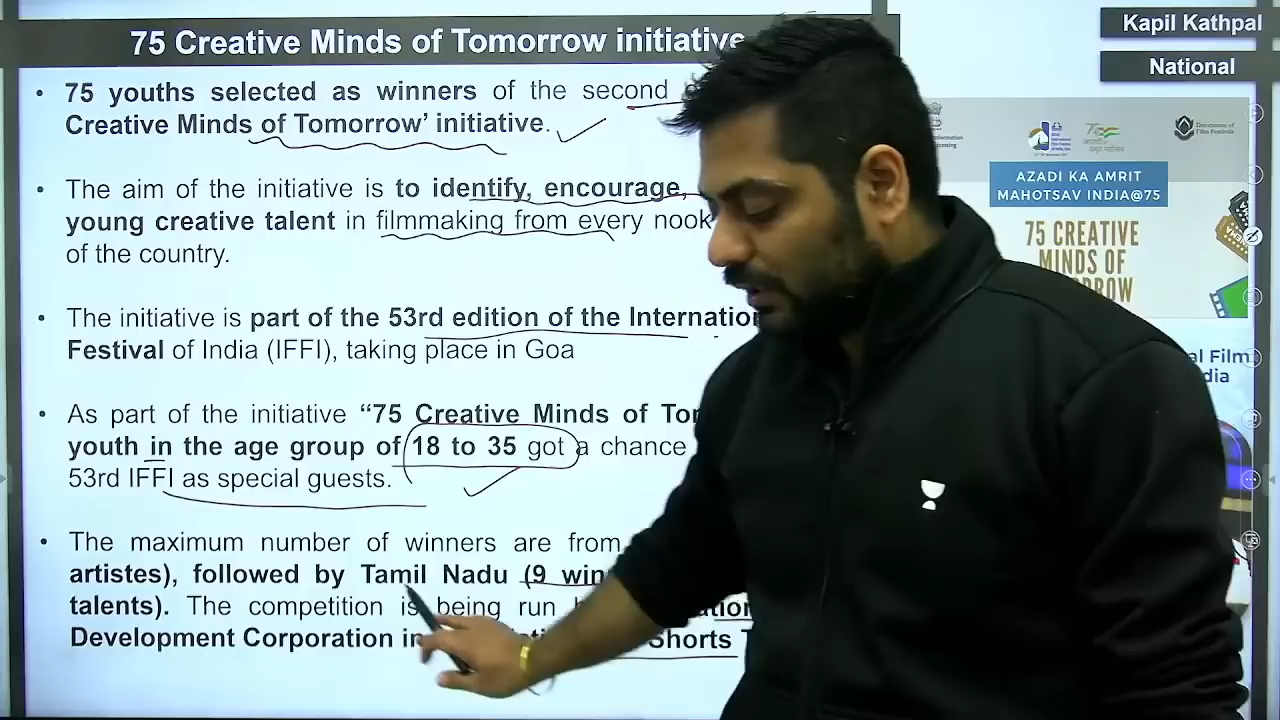 75 Creative Minds of Tomorrow initiative
Kapil Kathpal
National
• 75 youths selected as winners of the second
Creative Minds of Tomorrow’ initiative.
• The aim of the initiative is to identify, encourage,
young creative talent in filmmaking from every nook
of the country.
• The initiative is part of the 53rd edition of the
Festival of India (IFFI), taking place in Goa
• As part of the initiative “75 Creative Minds of
youth in the age group of 18 to 35 got a chance
53rd IFFI as special guests.
• The maximum number of winners are from
artistes), followed by Tamil Nadu (9
talents). The competition is being run
Development Corporation in Shorts
Directorate of
Film Festivals
AZADI KA AMRIT
MAHOTSAV INDIA@75
75 CREATIVE
MINDS OF
Film